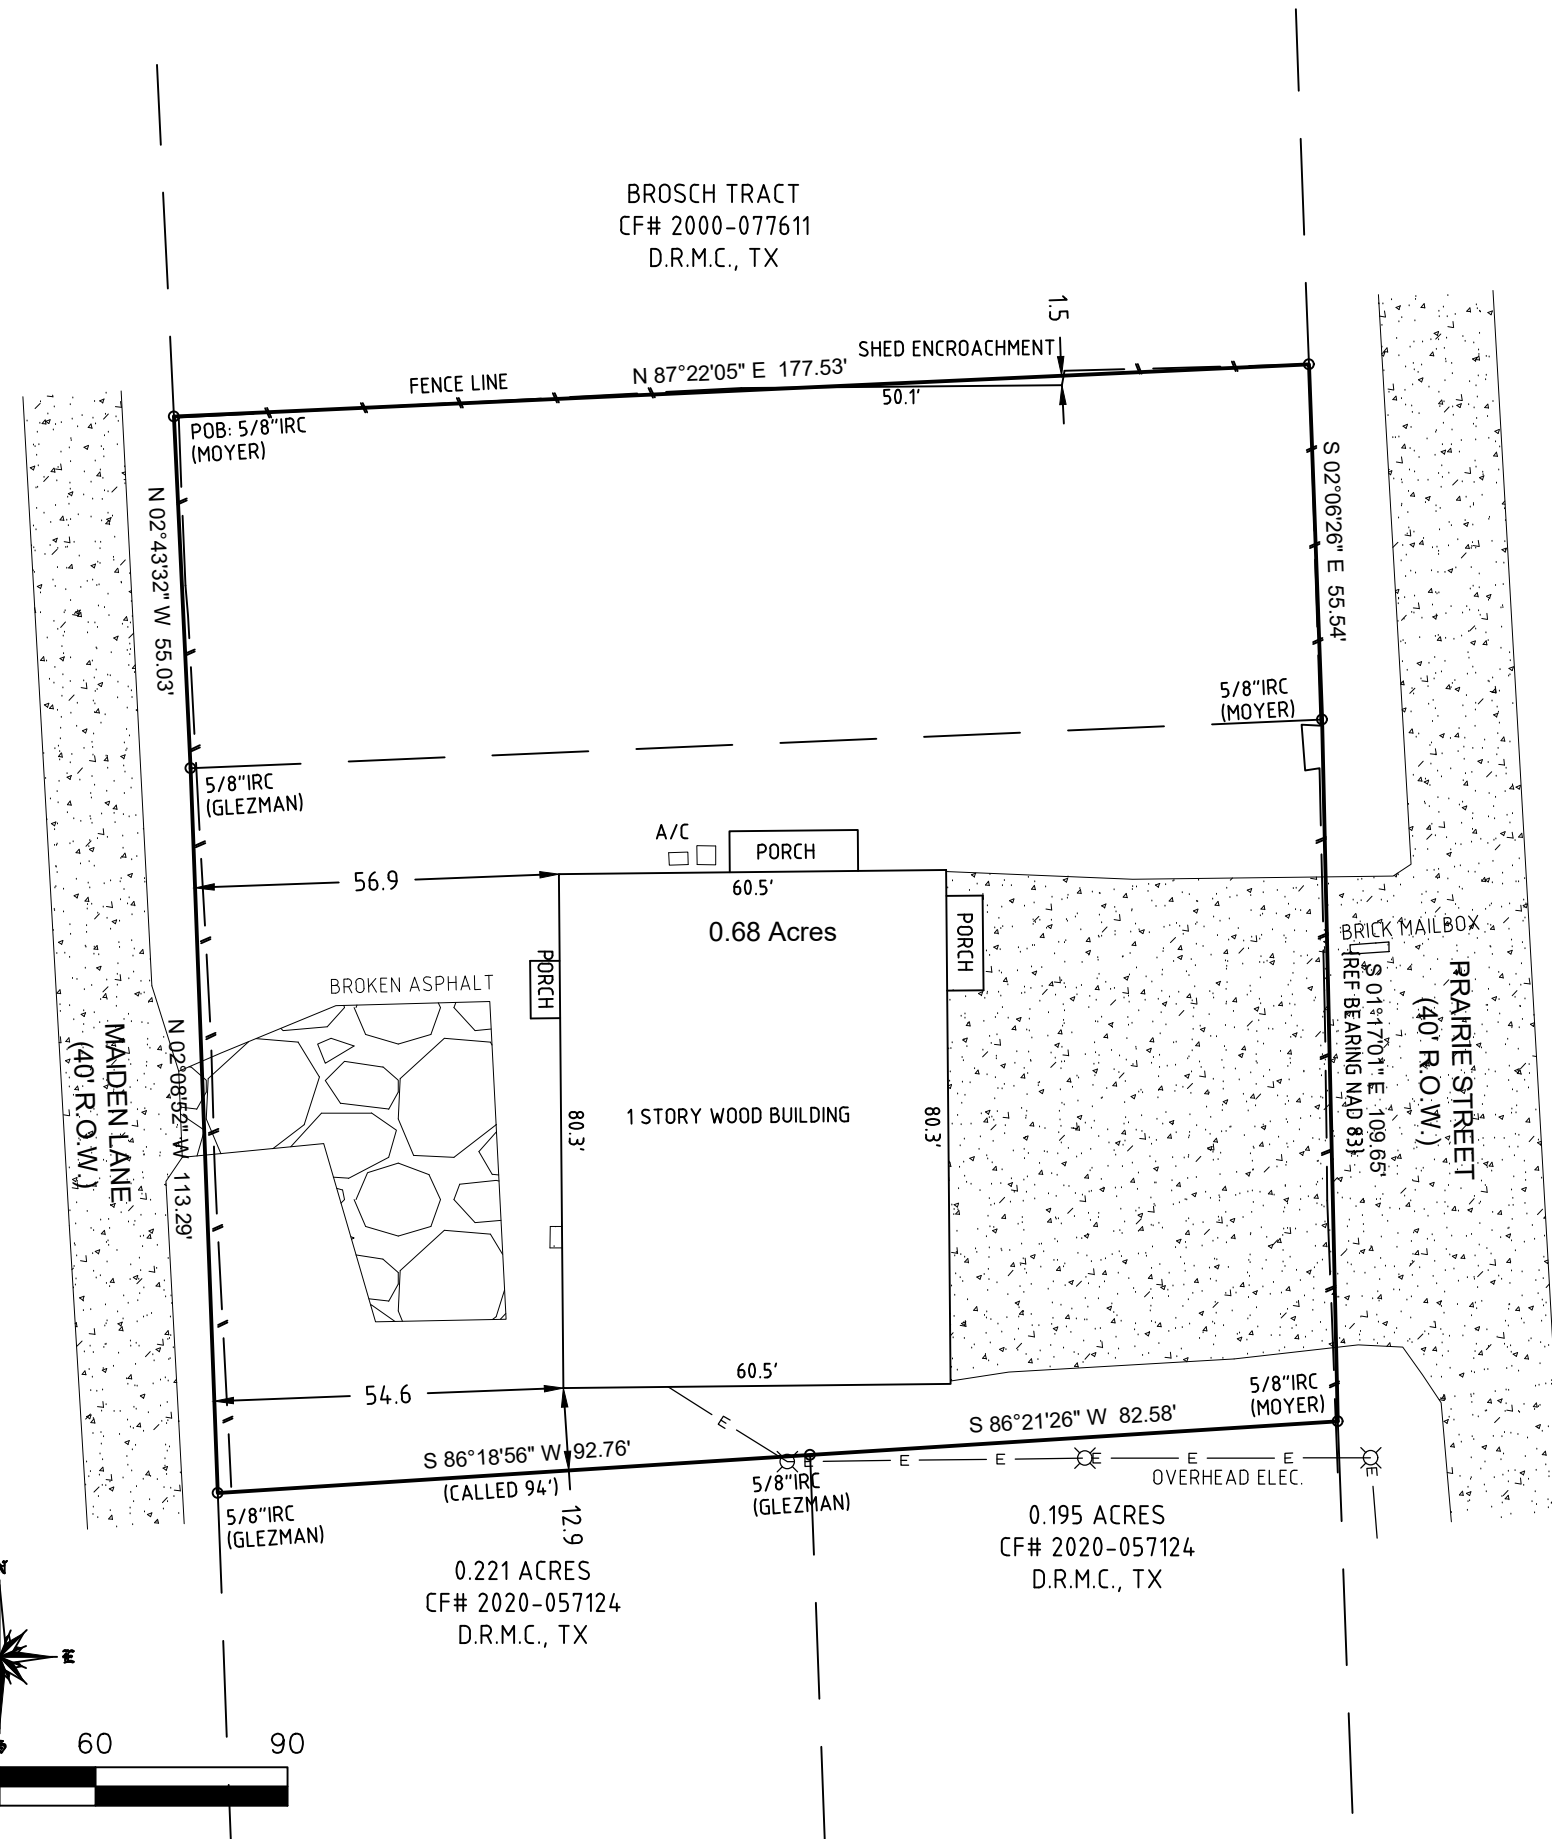 BROSCH TRACT
CF# 2000-077611
D.R.M.C., TX
1.5
SHED ENCROACHMENT
N 87°22'05" E 177.53'
FENCE LINE
50.1'
POB: 5/8"IRC
(MOYER)
N 02°43'32" W 55.03'
S 02°06'26" E 55.54'
5/8"IRC
(MOYER)
5/8"IRC
(GLEZMAN)
A/C
PORCH
56.9
60.5'
0.68 Acres
PORCH
PORCH
BRICK MAILBOX
BROKEN ASPHALT
S 01°17'01" E 109.65'
(REF BEARING NAD 83)
PRAIRIE STREET
(40' R.O.W.)
MAIDEN LANE
(40' R.O.W.)
N 02°08'52" W 113.29'
80.3'
1 STORY WOOD BUILDING
80.3'
60.5'
54.6
5/8"IRC
(MOYER)
S 86°21'26" W 82.58'
E
S 86°18'56" W 92.76'
(CALLED 94')
E
E
E
E
E
E
E
E
OVERHEAD ELEC.
5/8"IRC
(GLEZMAN)
5/8"IRC
(GLEZMAN)
12.9
0.195 ACRES
CF# 2020-057124
D.R.M.C., TX
0.221 ACRES
CF# 2020-057124
D.R.M.C., TX
E
60
90